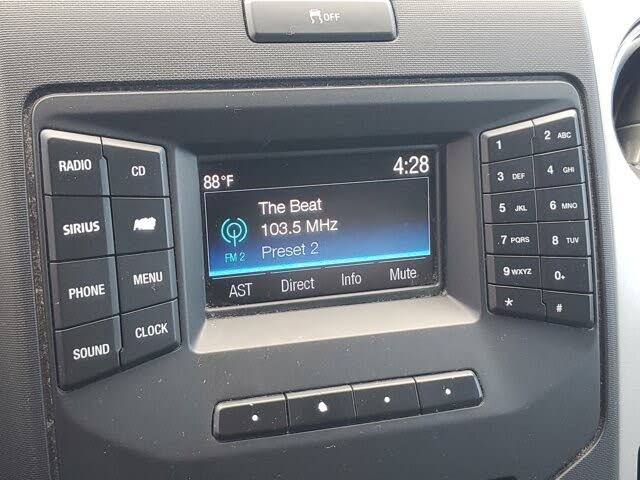 OFF
RADIO CD
SIRIUS
PHONE MENU
SOUND CLOCK
88°F 4:28
The Beat
103.5 MHz
FM 2 Preset 2
AST Direct Info Mute
1 2 ABC
3 DEF 4 GHI
5 JKL 6 MNO
7 PQRS 8 TUV
9 WXYZ 0+
* #